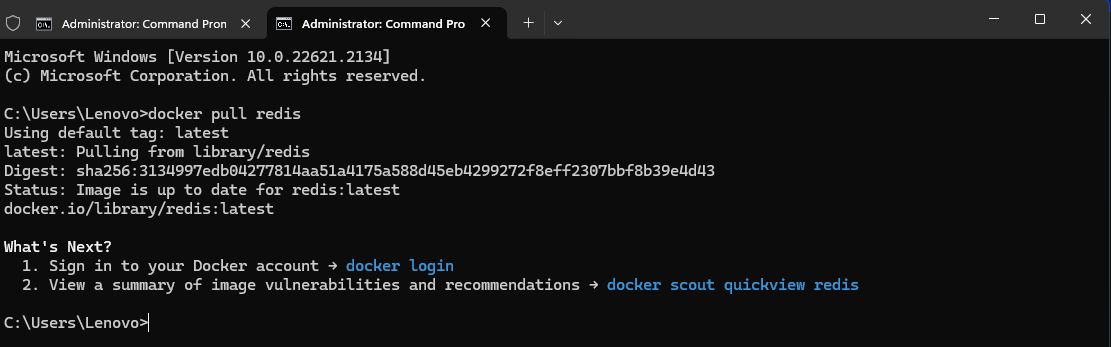 Administrator: Command Pron
Administrator: Command Pro
Microsoft Windows [Version 10.0.22621.2134]
(c) Microsoft Corporation. All rights reserved.
C:\Users\Lenovo>docker pull redis
Using default tag: latest
latest: Pulling from library/redis
Digest: sha256:3134997edb04277814aa51a4175a588d45eb4299272f8eff2307bbf8b39e4d43
Status: Image is up to date for redis:latest
docker.io/library/redis:latest
What's Next?
1. Sign in to your Docker account → docker login
2. View a summary of image vulnerabilities and recommendations → docker scout quickview redis
C:\Users\Lenovo>